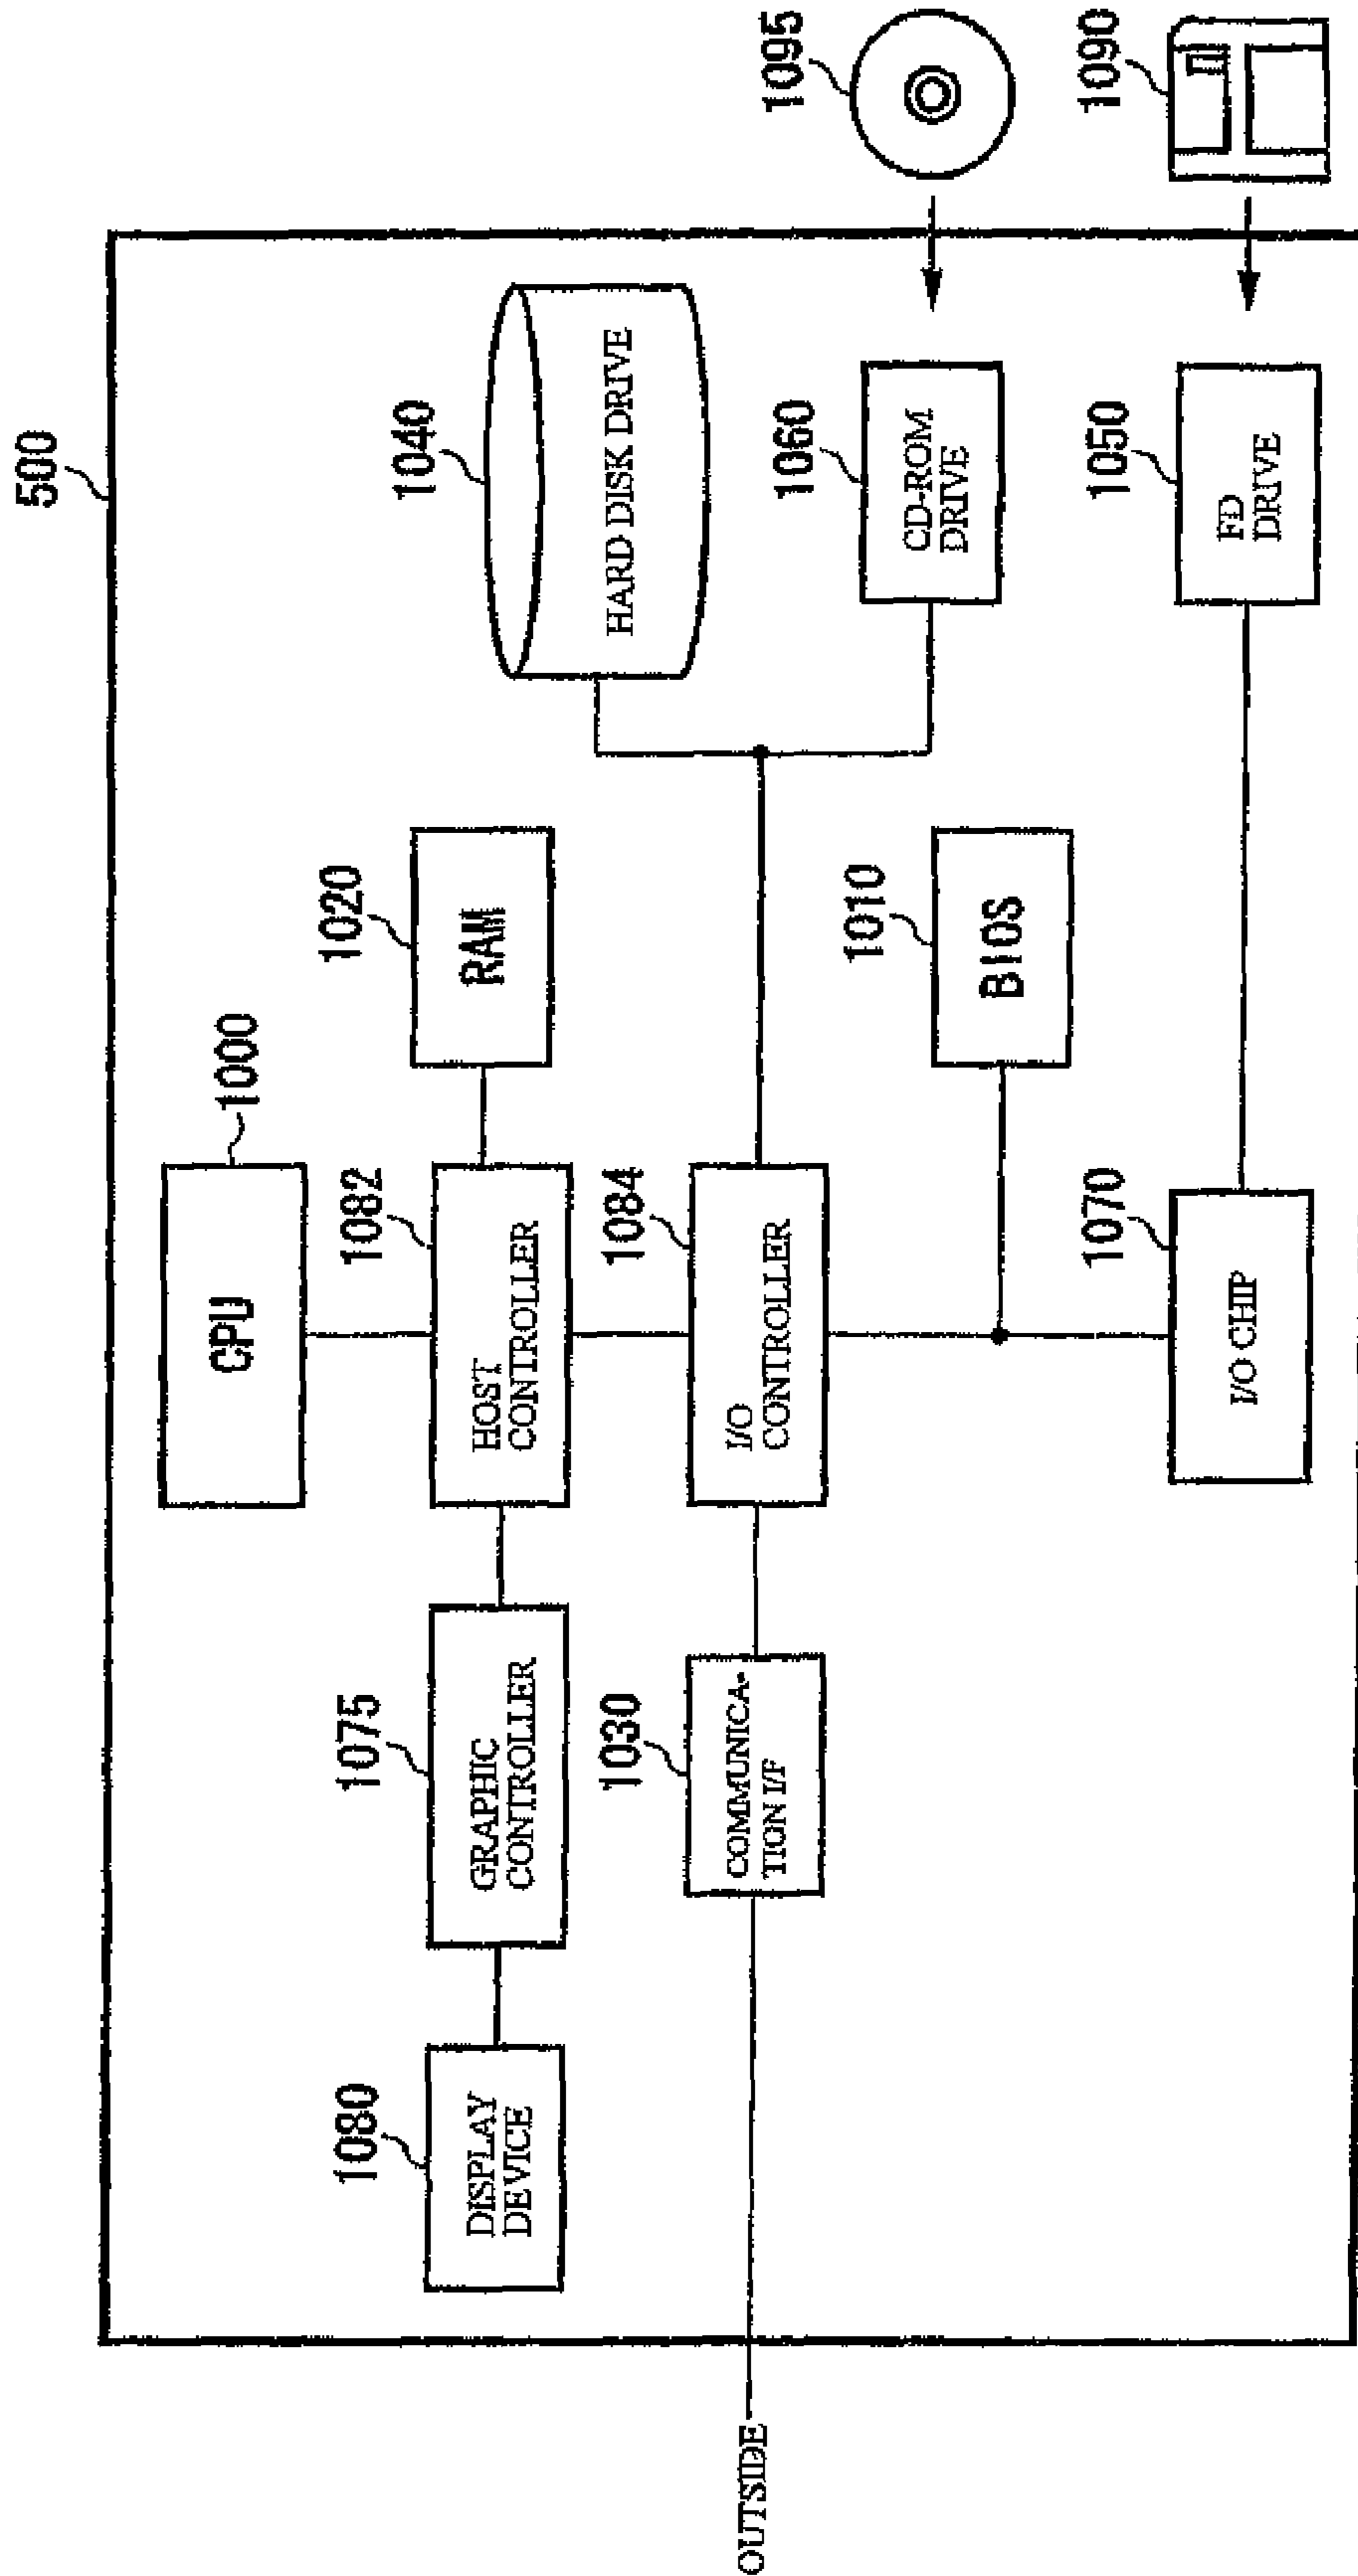 500
CPU
1000
1082
HOST
CONTROLLER
1020
RAM
1075
GRAPHIC
CONTROLLER
1080
DISPLAY
DEVICE
1040
HARD DISK DRIVE
1084
I/O
CONTROLLER
1030
COMMUNICA-
TION I/F
OUTSIDE
1060
CD-ROM
DRIVE
1095
1010
BIOS
1070
I/O CHIP
1050
FD
DRIVE
1090